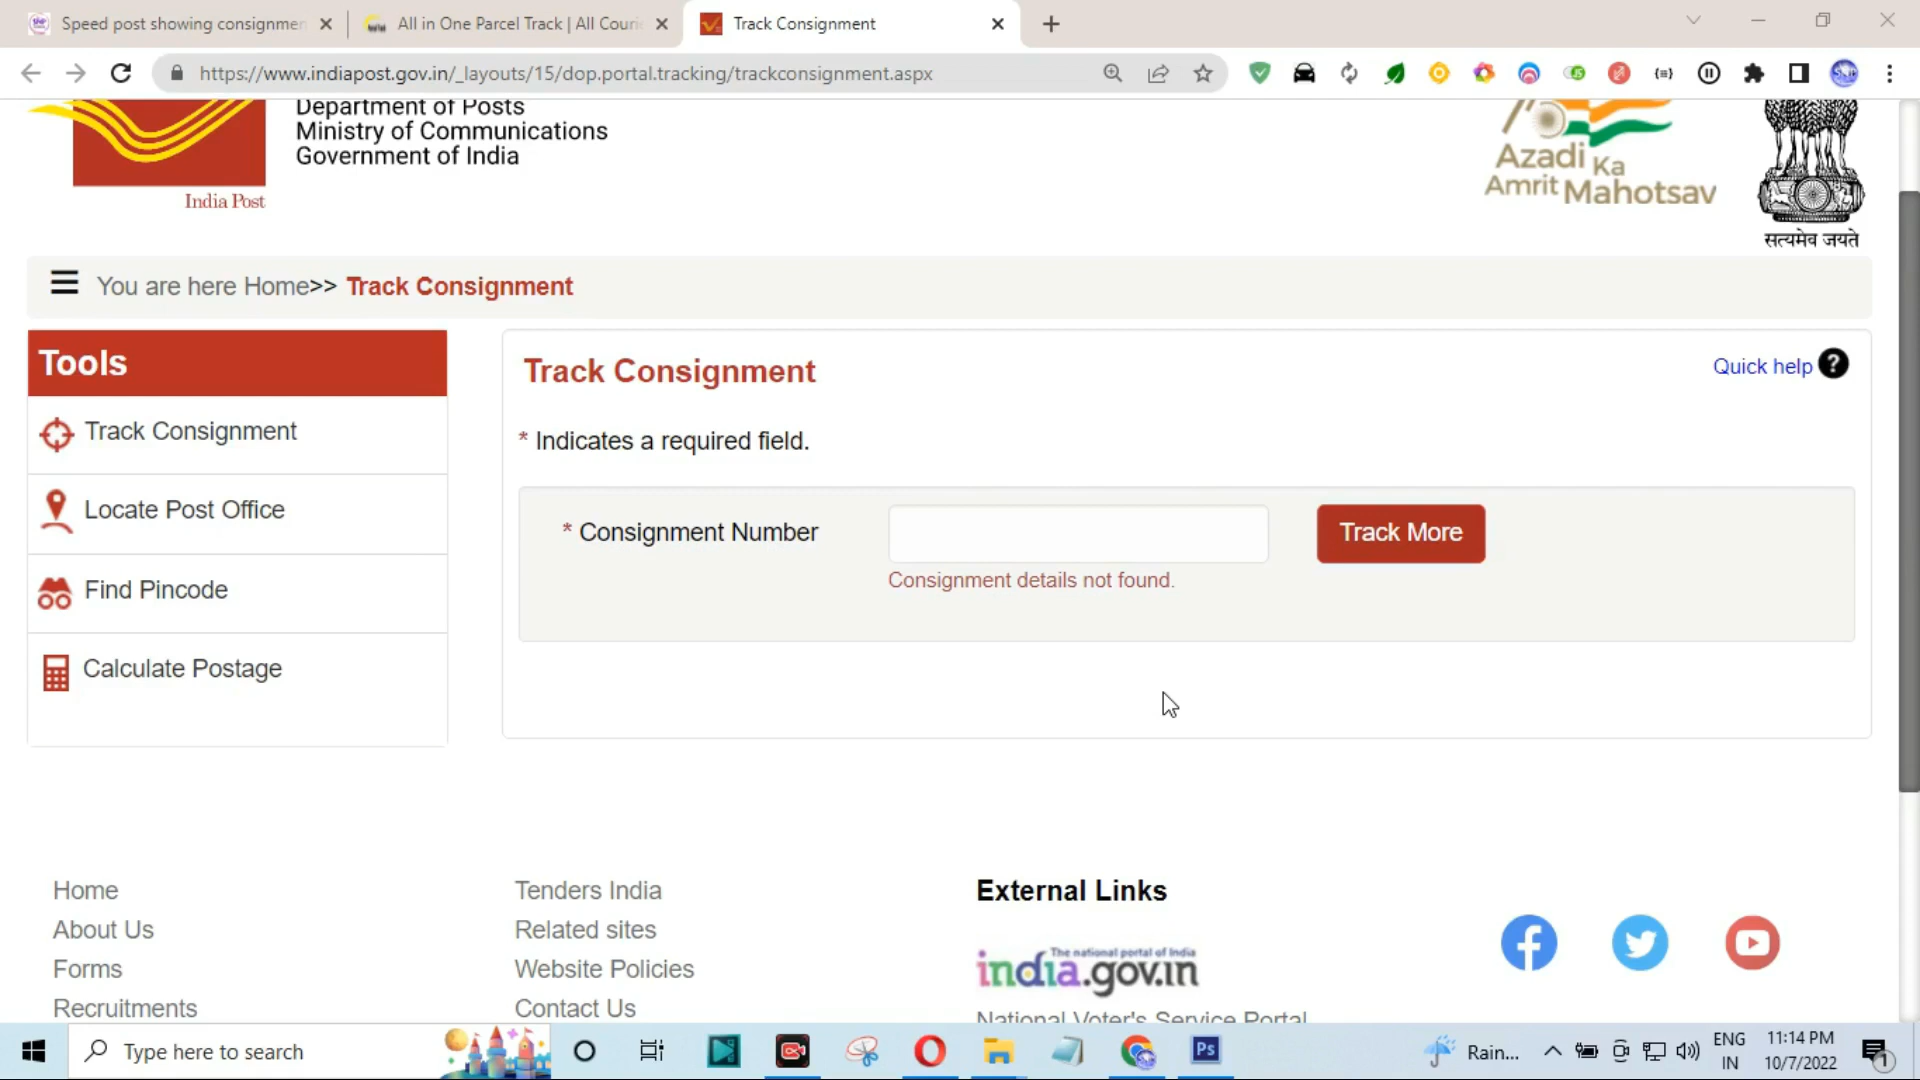 Speed post showing consignmen
All in One Parcel Track | All Couri
Track Consignment
https://www.indiapost.gov.in/_layouts/15/dop.portal.tracking/trackconsignment.aspx
Department of Posts
Ministry of Communications
Government of India
India Post
Azadi Ka
Amrit Mahotsav
सत्यमेव जयते
You are here Home>> Track Consignment
Tools
Track Consignment
Locate Post Office
Find Pincode
Calculate Postage
Track Consignment
Quick help ?
* Indicates a required field.
* Consignment Number
Track More
Consignment details not found.
Home
About Us
Forms
Recruitments
Tenders India
Related sites
Website Policies
Contact Us
External Links
The national portal of India
india.gov.in
National Voter's Service Portal
Type here to search
Ps
Rain...
ENG
IN
11:14 PM
10/7/2022
1